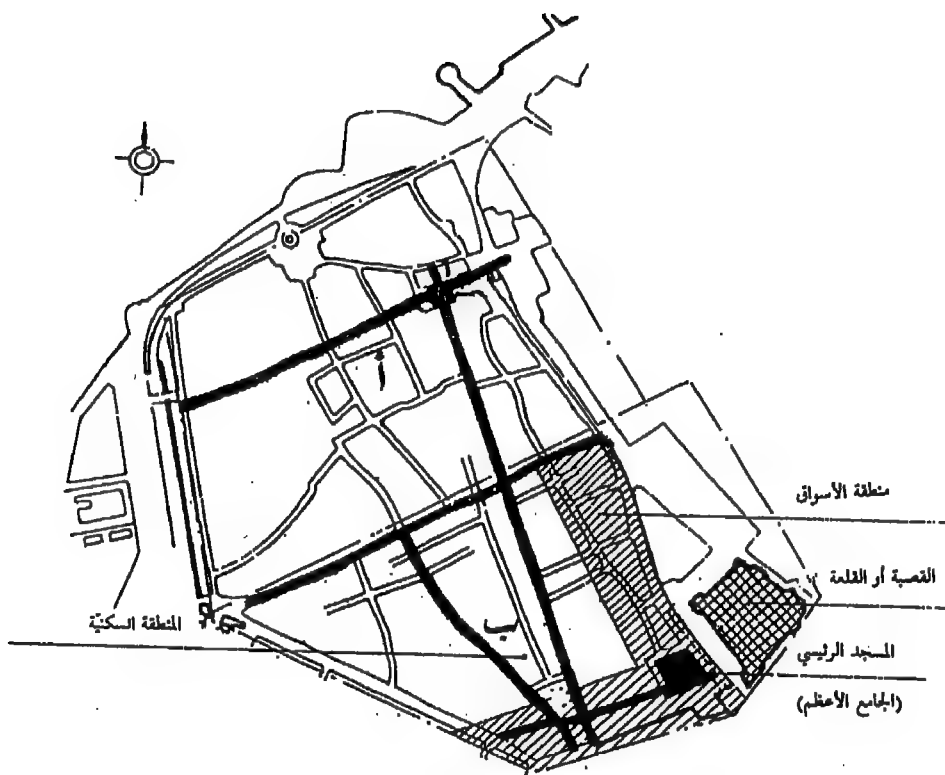 أ
منطقة الأسواق
القصبة أو القلعة
المنطقة السكنية
ب
المسجد الرئيسي
(الجامع الأعظم)